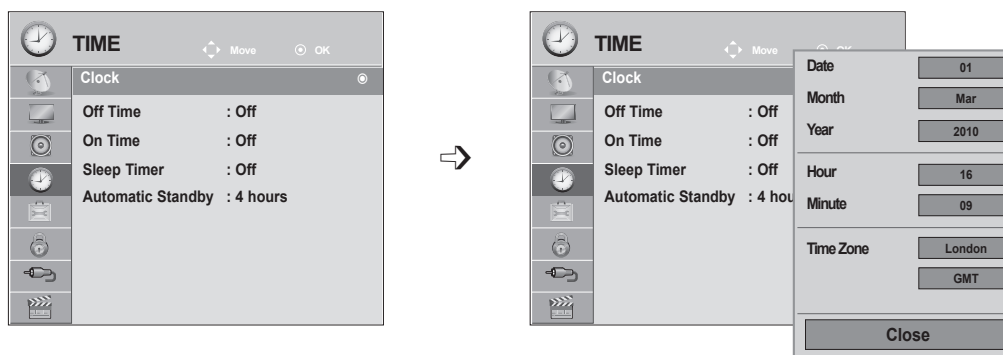 TIME
Move OK
Clock
Off Time : Off
On Time : Off
Sleep Timer : Off
Automatic Standby : 4 hours
TIME
Move
Clock
Off Time : Off
On Time : Off
Sleep Timer : Off
Automatic Standby : 4 hou
Date 01
Month Mar
Year 2010
Hour 16
Minute 09
Time Zone London
GMT
Close